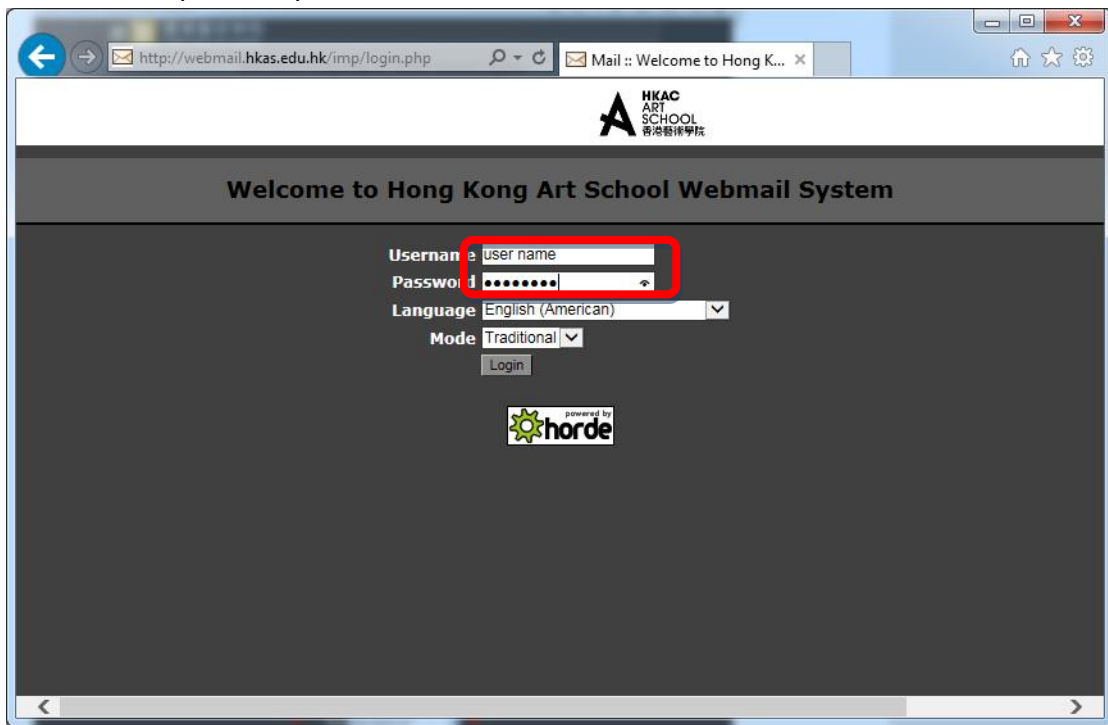 http://webmail.hkas.edu.hk/imp/login.php
Mail :: Welcome to Hong K...
HKAC
ART
SCHOOL
香港藝術學院
Welcome to Hong Kong Art School Webmail System
Username user name
Password ••••••••
Language English (American)
Mode Traditional
Login
powered by
horde